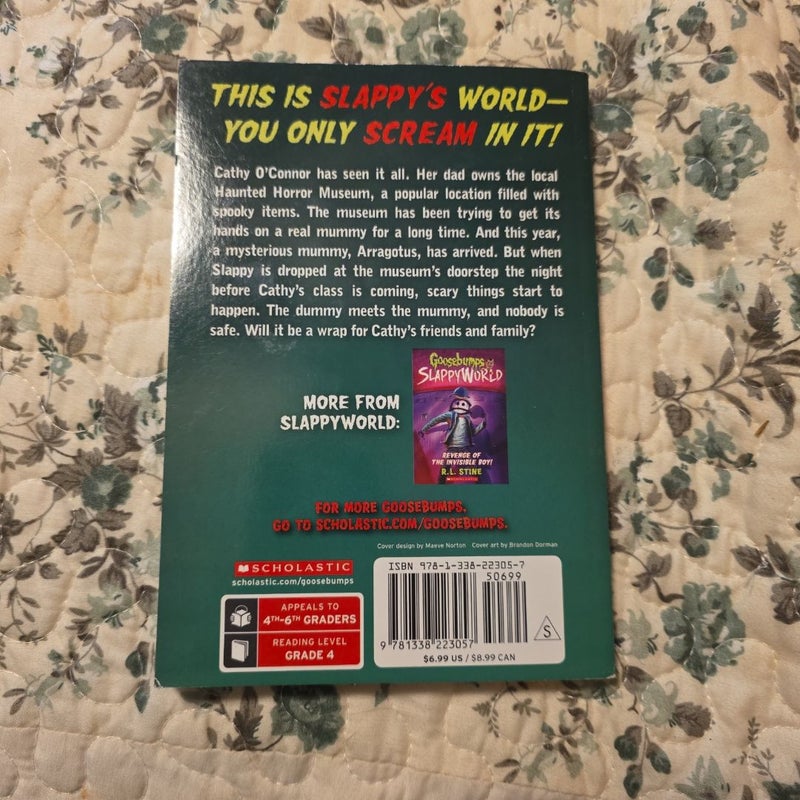 THIS IS SLAPPY'S WORLD—
YOU ONLY SCREAM IN IT!
Cathy O'Connor has seen it all. Her dad owns the local
Haunted Horror Museum, a popular location filled with
spooky items. The museum has been trying to get its
hands on a real mummy for a long time. And this year,
a mysterious mummy, Arragotus, has arrived. But when
Slappy is dropped at the museum's doorstep the night
before Cathy's class is coming, scary things start to
happen. The dummy meets the mummy, and nobody is
safe. Will it be a wrap for Cathy's friends and family?
MORE FROM
SLAPPYWORLD:
Goosebumps
SLAPPYWORLD
REVENGE OF
THE INVISIBLE BOY!
R.L. STINE
SCHOLASTIC
FOR MORE GOOSEBUMPS,
GO TO SCHOLASTIC.COM/GOOSEBUMPS.
Cover design by Maeve Norton Cover art by Brandon Dorman
SCHOLASTIC
scholastic.com/goosebumps
APPEALS TO
4TH–6TH GRADERS
READING LEVEL
GRADE 4
ISBN 978-1-338-22305-7
50699
9 781338 223057
$6.99 US / $8.99 CAN
S